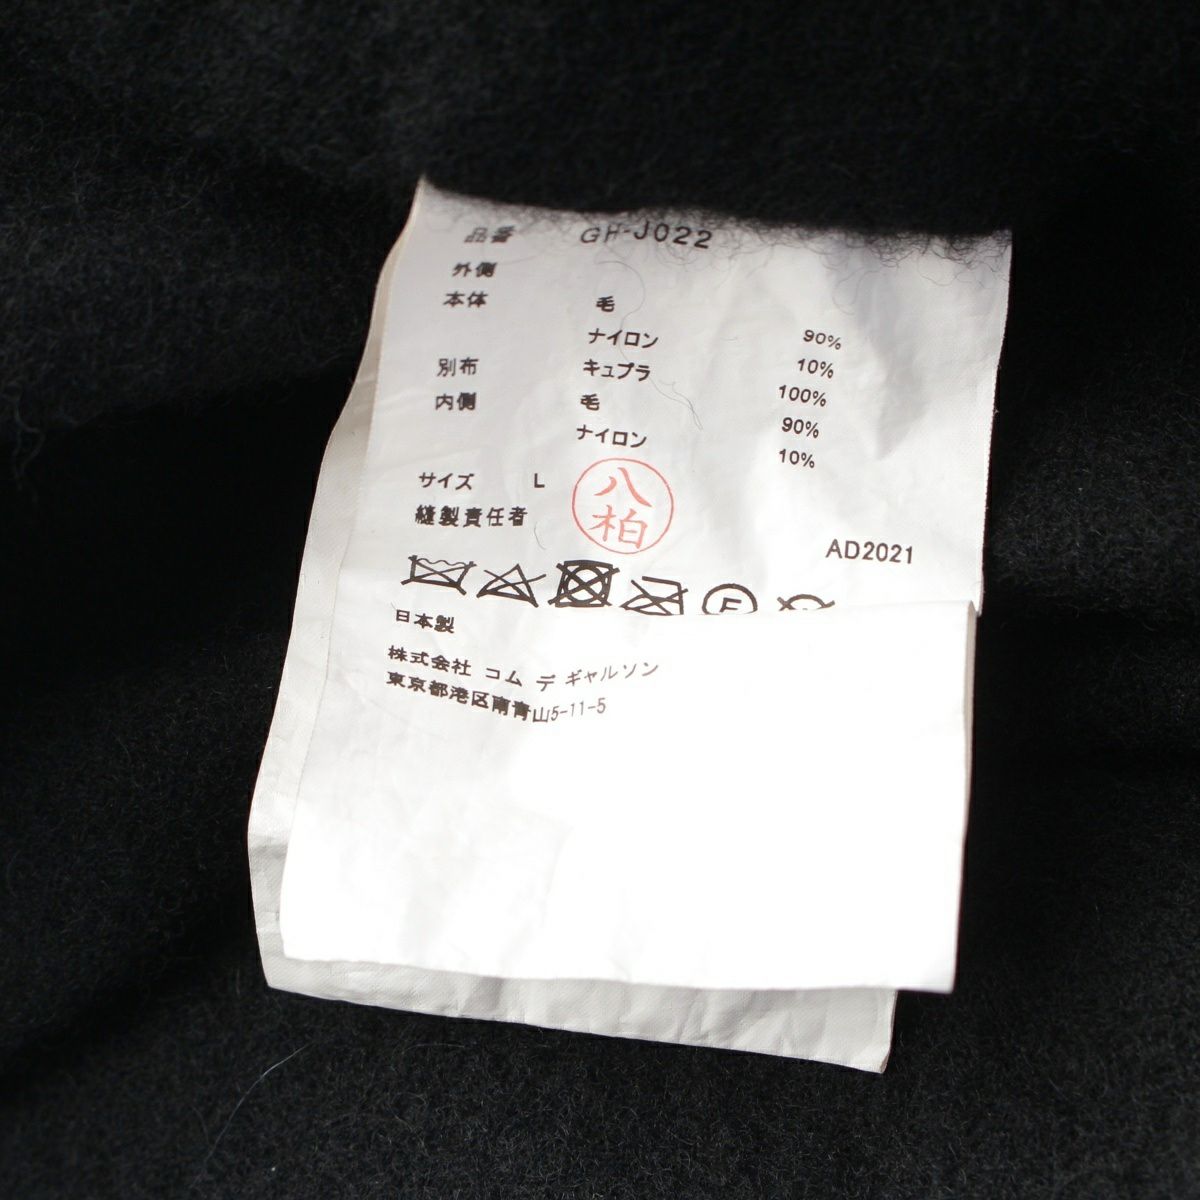 品番 GH-J022
外側
本体 毛 90%
ナイロン 10%
別布 キュプラ 100%
内側 毛 90%
ナイロン 10%
サイズ L
縫製責任者 八柏
AD2021
F
日本製
株式会社 コム デ ギャルソン
東京都港区南青山5-11-5